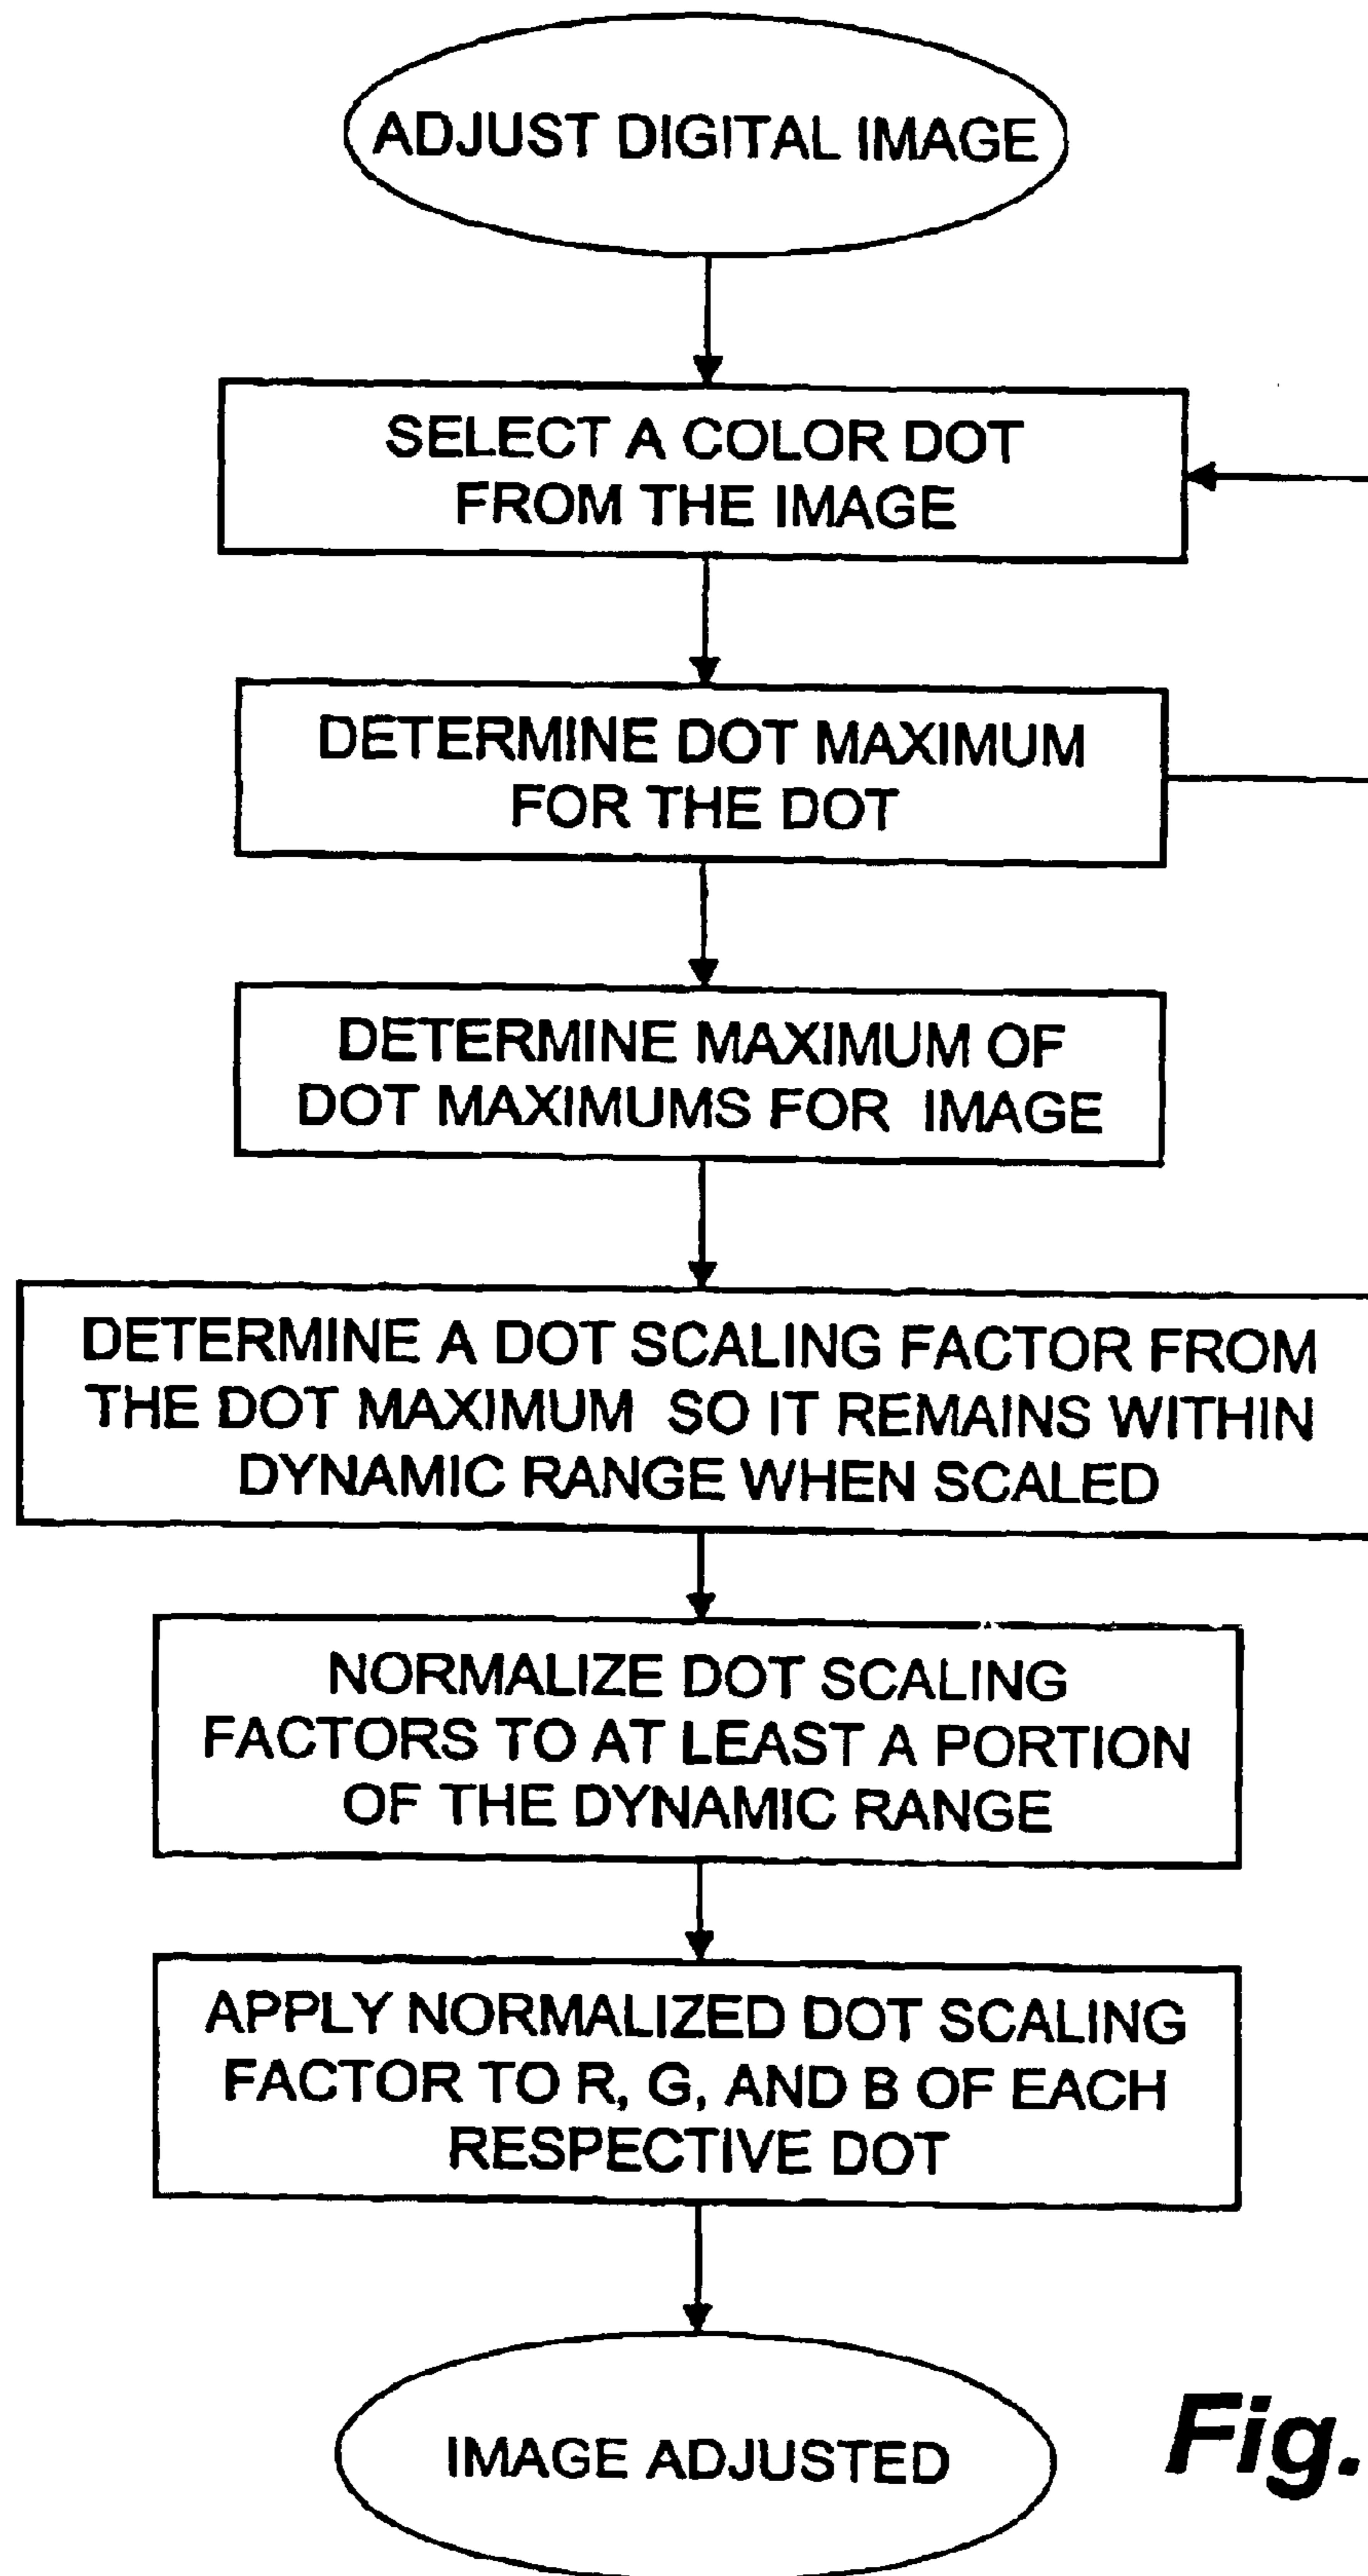 ADJUST DIGITAL IMAGE
SELECT A COLOR DOT
FROM THE IMAGE
DETERMINE DOT MAXIMUM
FOR THE DOT
DETERMINE MAXIMUM OF
DOT MAXIMUMS FOR IMAGE
DETERMINE A DOT SCALING FACTOR FROM
THE DOT MAXIMUM SO IT REMAINS WITHIN
DYNAMIC RANGE WHEN SCALED
NORMALIZE DOT SCALING
FACTORS TO AT LEAST A PORTION
OF THE DYNAMIC RANGE
APPLY NORMALIZED DOT SCALING
FACTOR TO R, G, AND B OF EACH
RESPECTIVE DOT
IMAGE ADJUSTED
Fig.